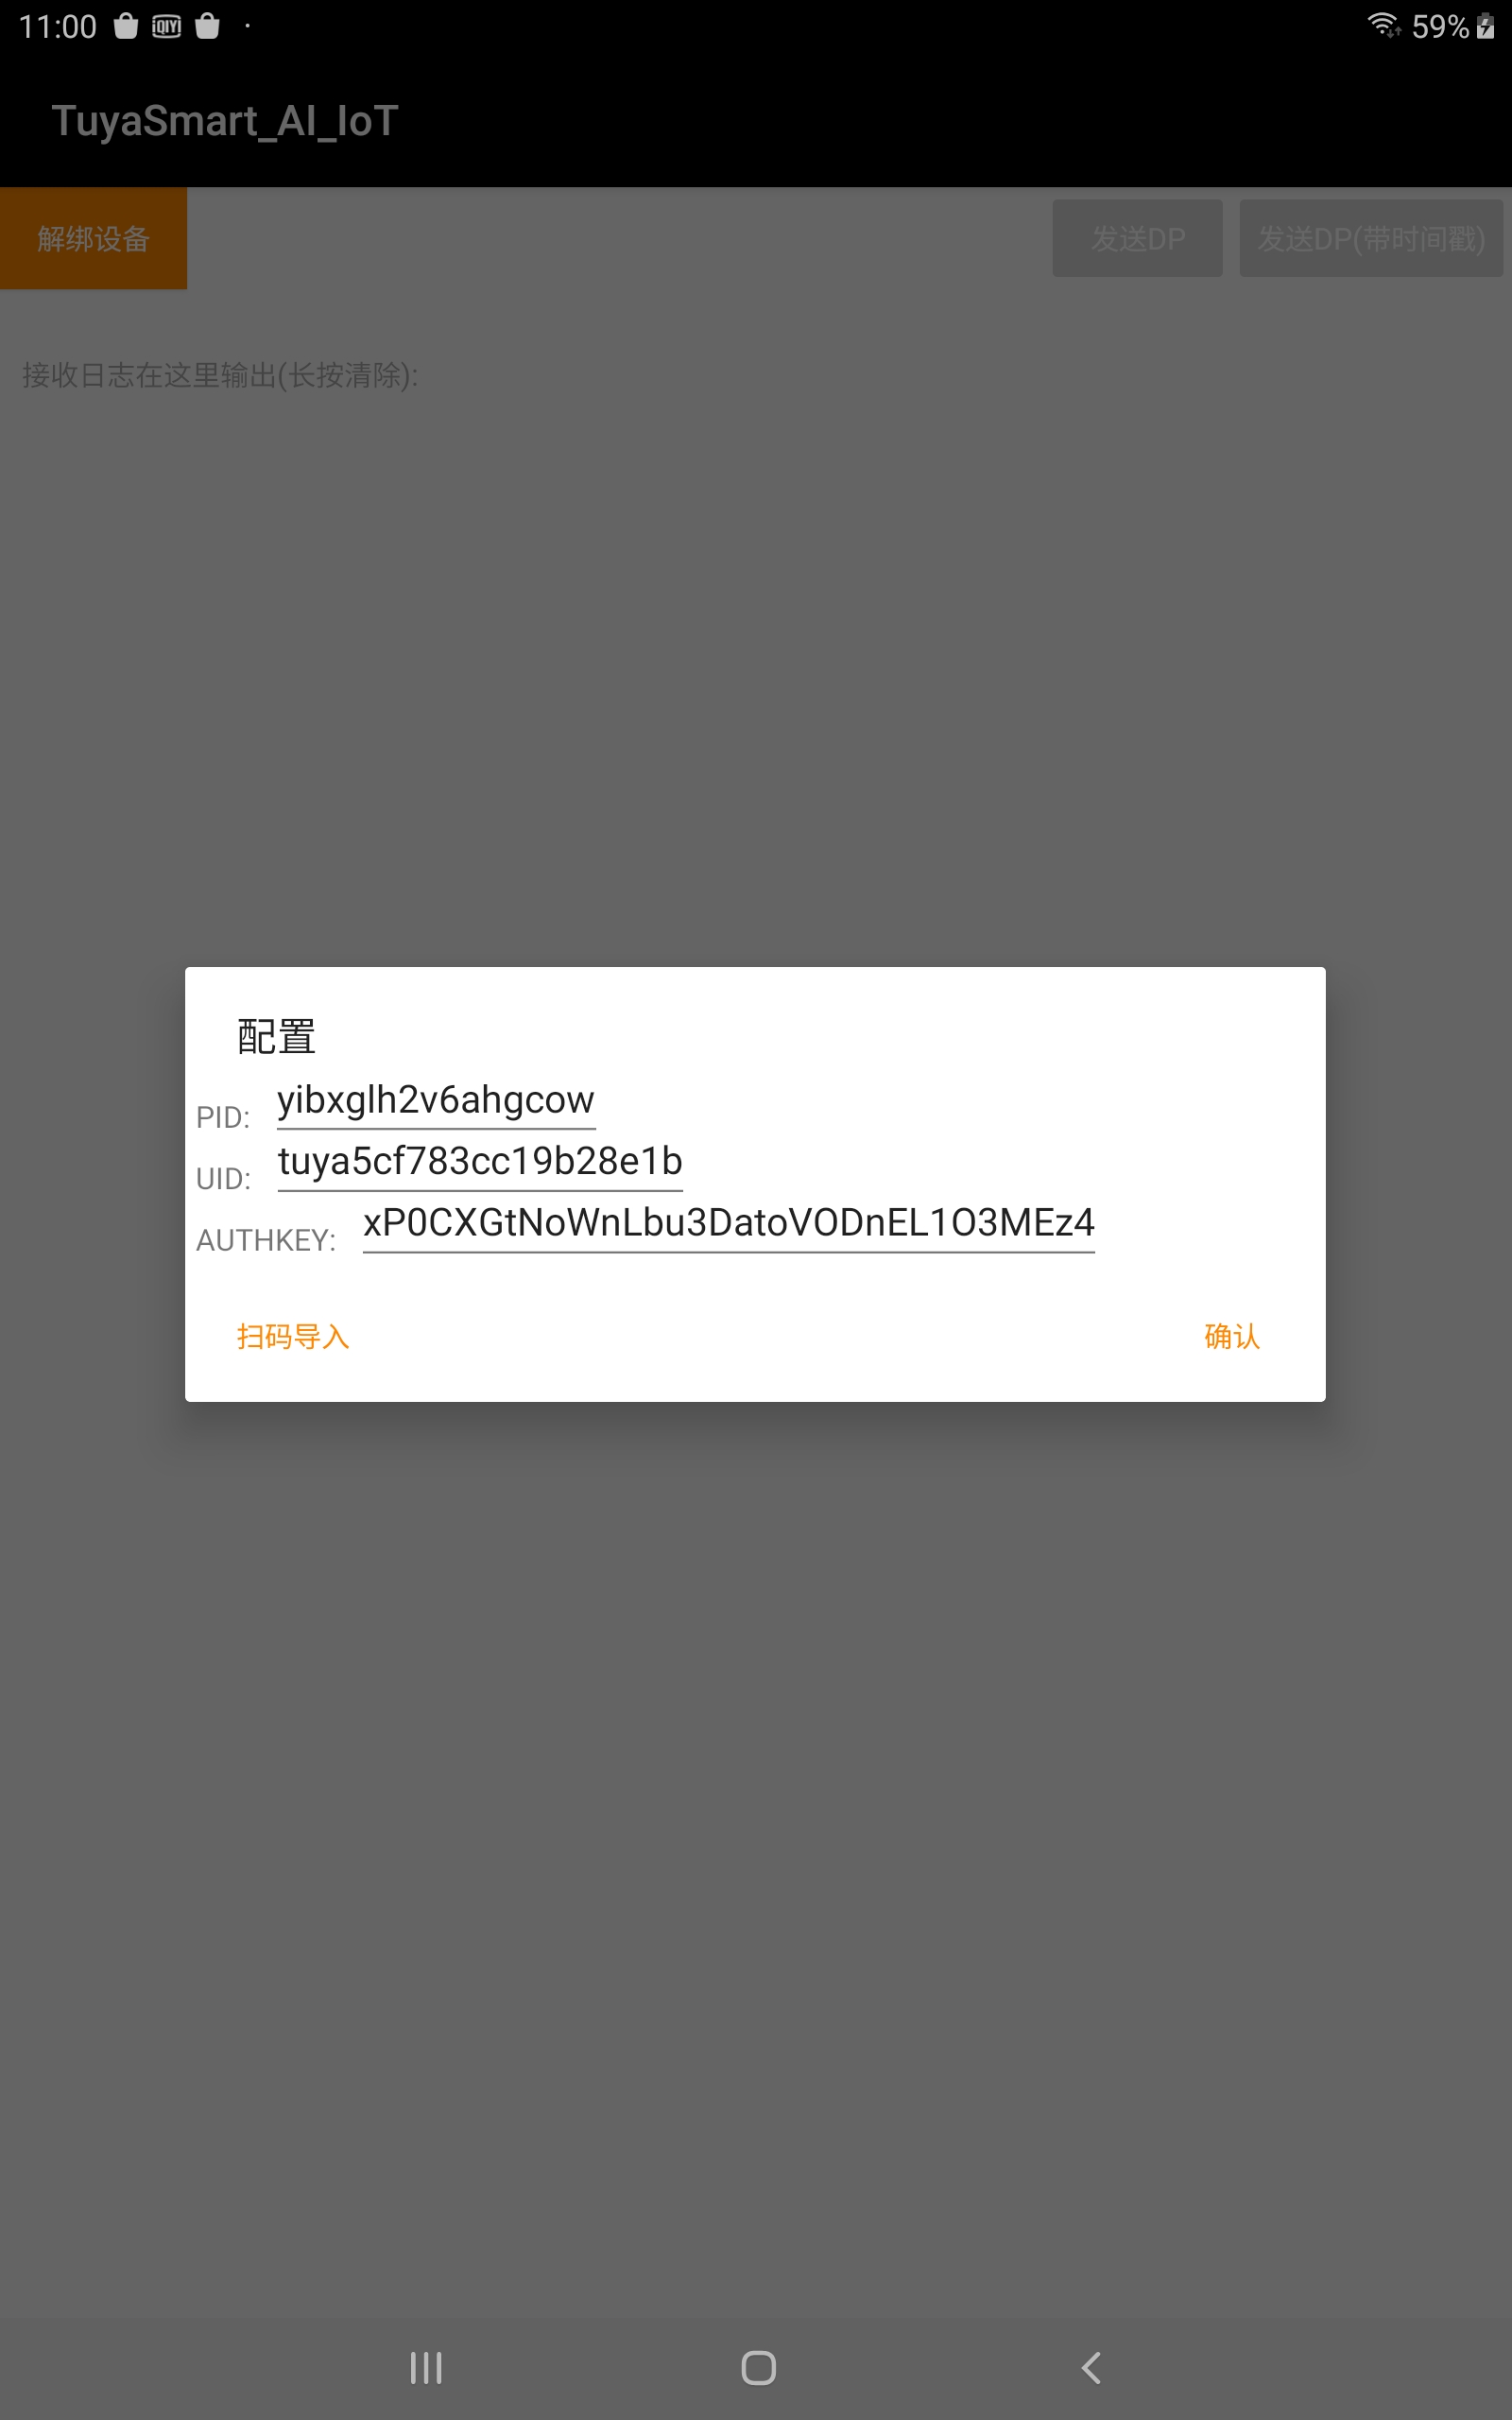 11:00 iQIYI 59%
TuyaSmart_AI_IoT
解绑设备 发送DP 发送DP(带时间戳)
接收日志在这里输出(长按清除):
配置
PID: yibxglh2v6ahgcow
UID: tuya5cf783cc19b28e1b
AUTHKEY: xP0CXGtNoWnLbu3DatoVODnEL1O3MEz4
扫码导入 确认